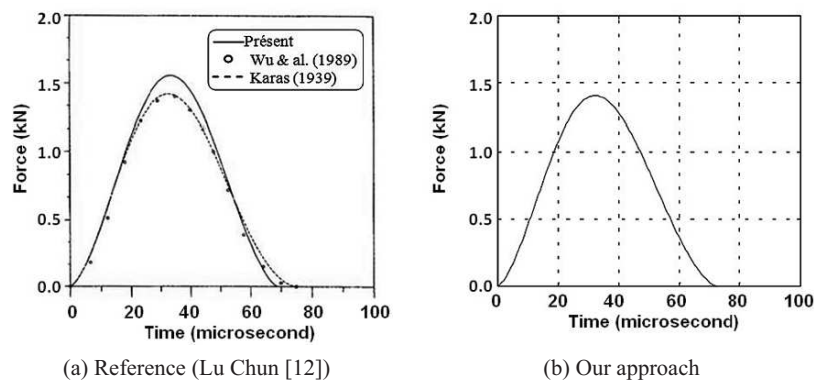 2.0
1.5
1.0
0.5
0.0
Force (kN)
Présent
Wu & al. (1989)
Karas (1939)
0 20 40 60 80 100
Time (microsecond)
(a) Reference (Lu Chun [12])
2.0
1.5
1.0
0.5
0.0
Force (kN)
0 20 40 60 80 100
Time (microsecond)
(b) Our approach